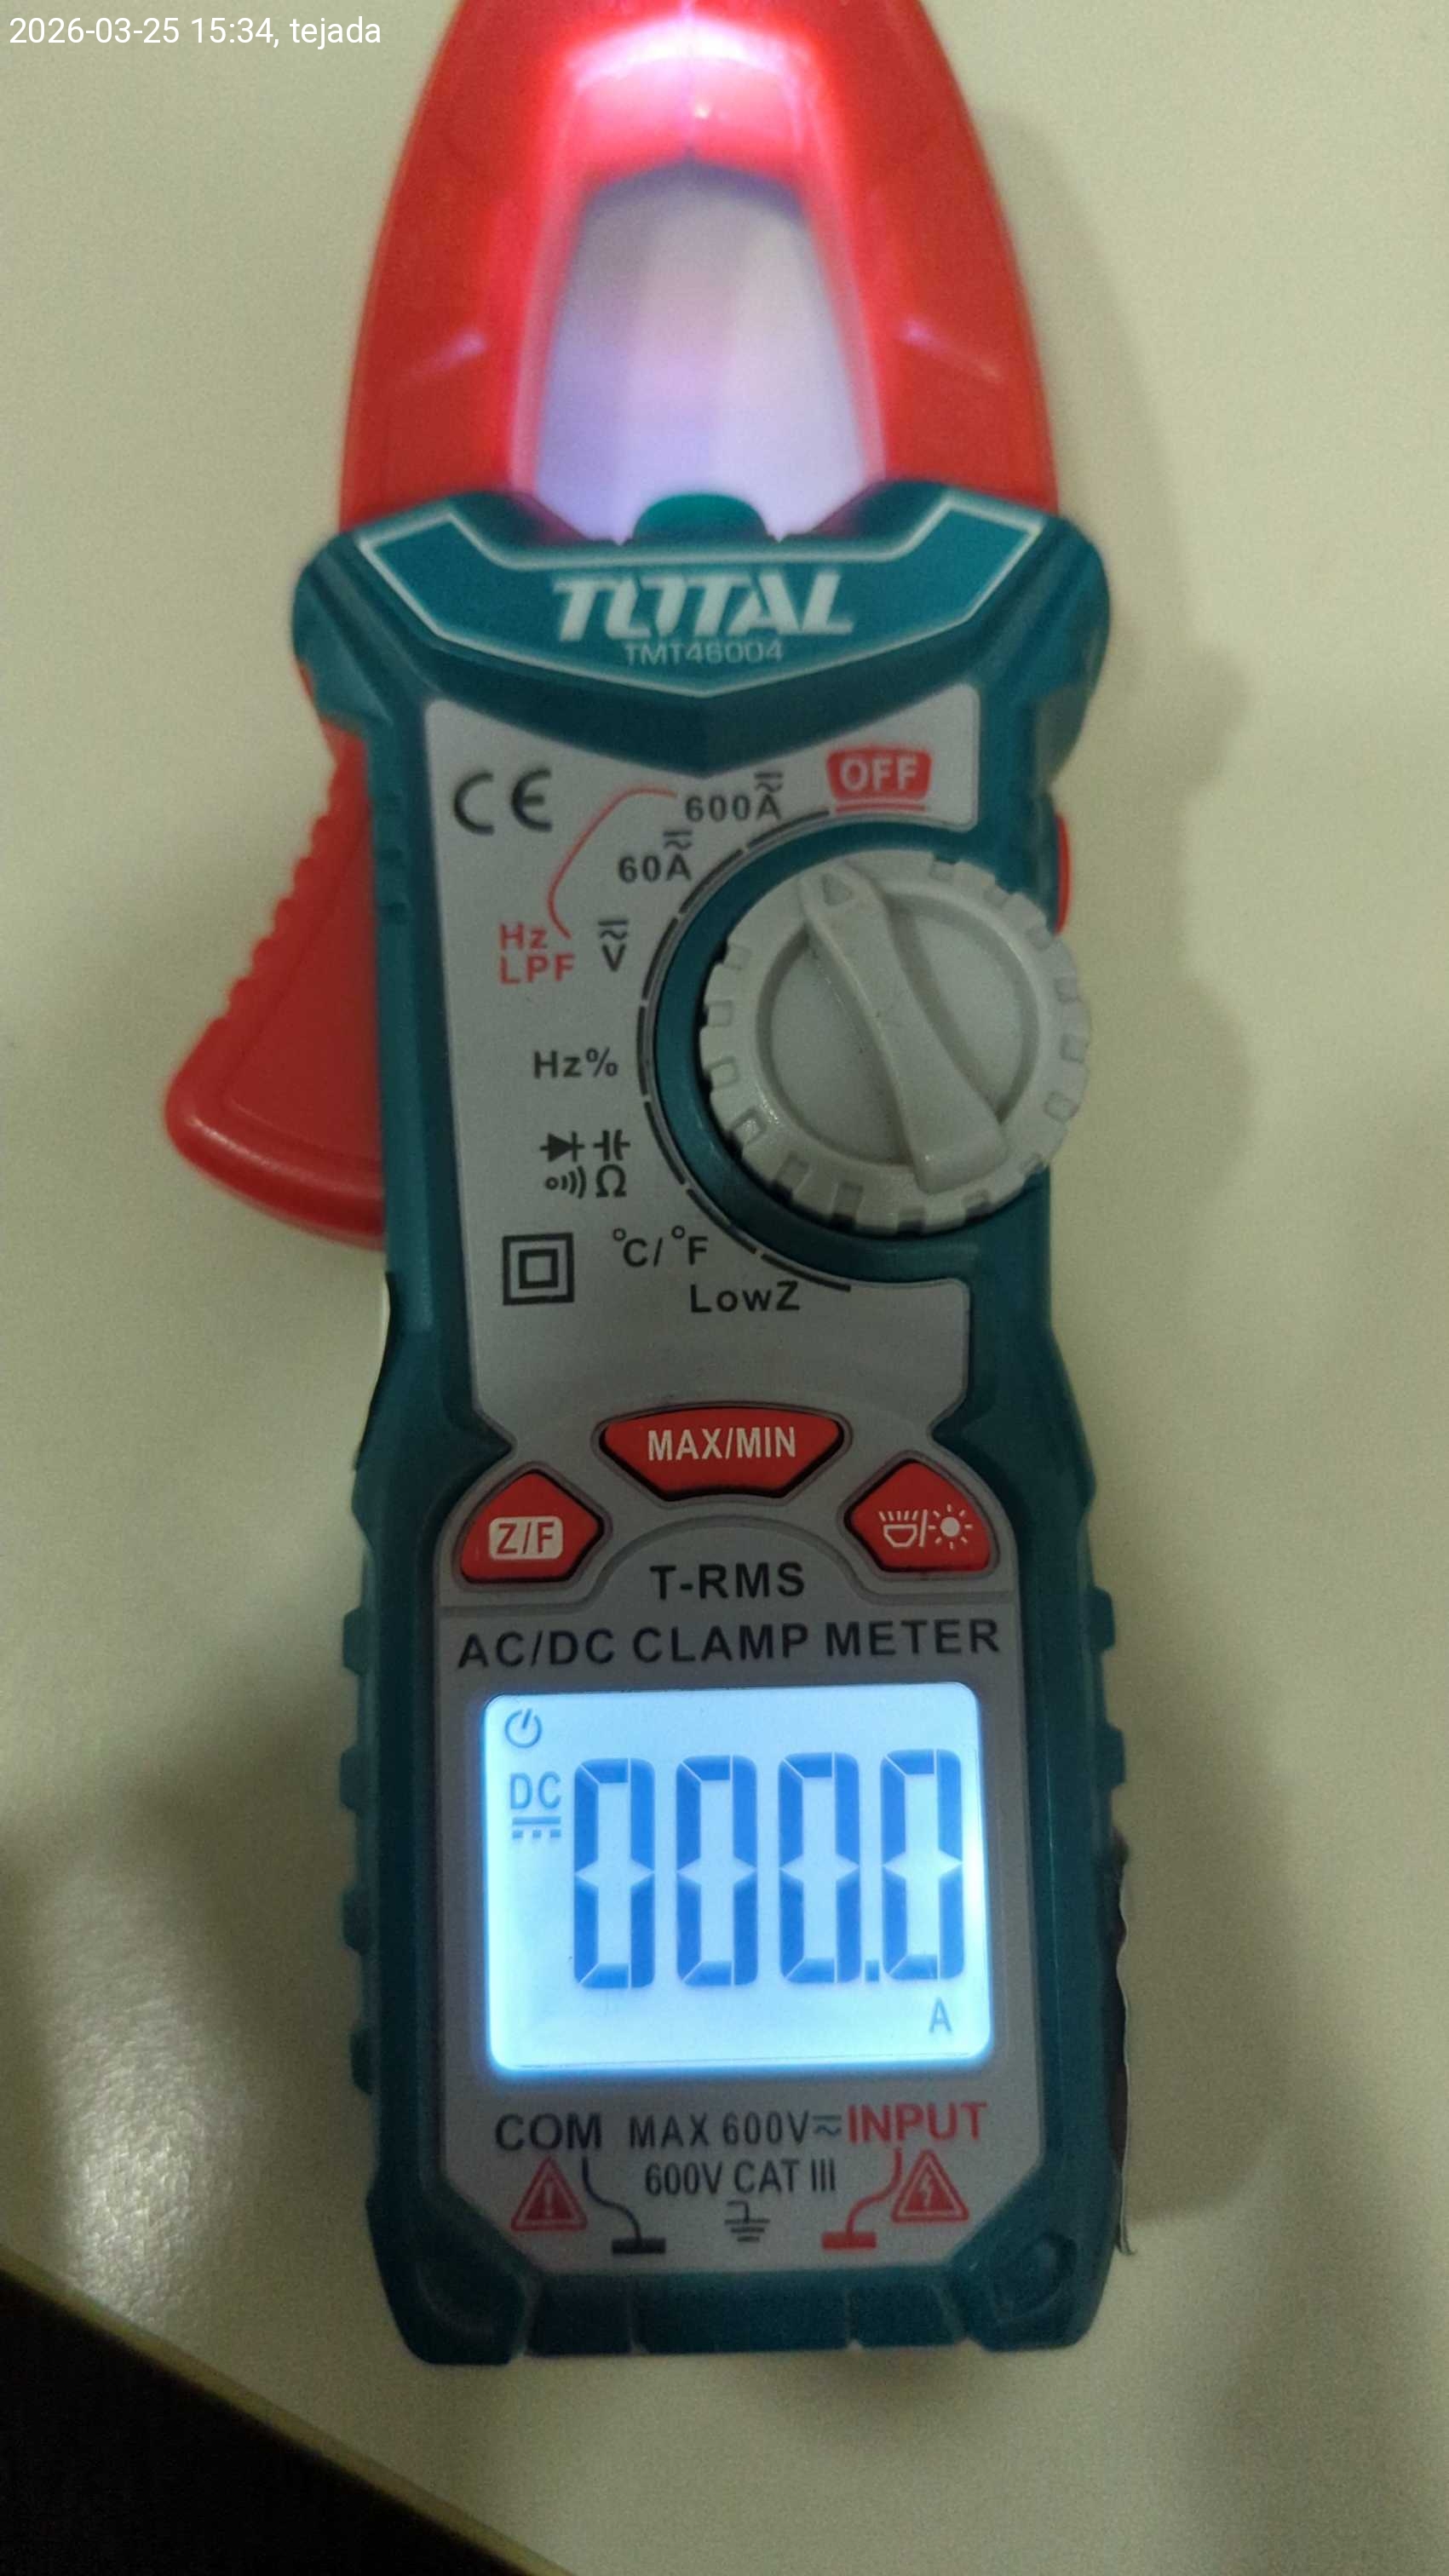 2026-03-25 15:34, tejada
TOTAL
TMT46004
CE
OFF
600A
60A
Hz
LPF
V
Hz%
Ω
°C/°F
LowZ
MAX/MIN
Z/F
T-RMS
AC/DC CLAMP METER
DC
000.0
A
COM MAX 600V INPUT
600V CAT III